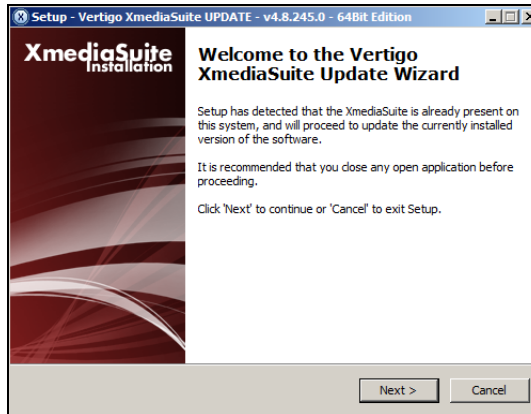 Setup - Vertigo XmediaSuite UPDATE - v4.8.245.0 - 64Bit Edition
XmediaSuite
Installation
Welcome to the Vertigo
XmediaSuite Update Wizard
Setup has detected that the XmediaSuite is already present on
this system, and will proceed to update the currently installed
version of the software.
It is recommended that you close any open application before
proceeding.
Click 'Next' to continue or 'Cancel' to exit Setup.
Next >
Cancel